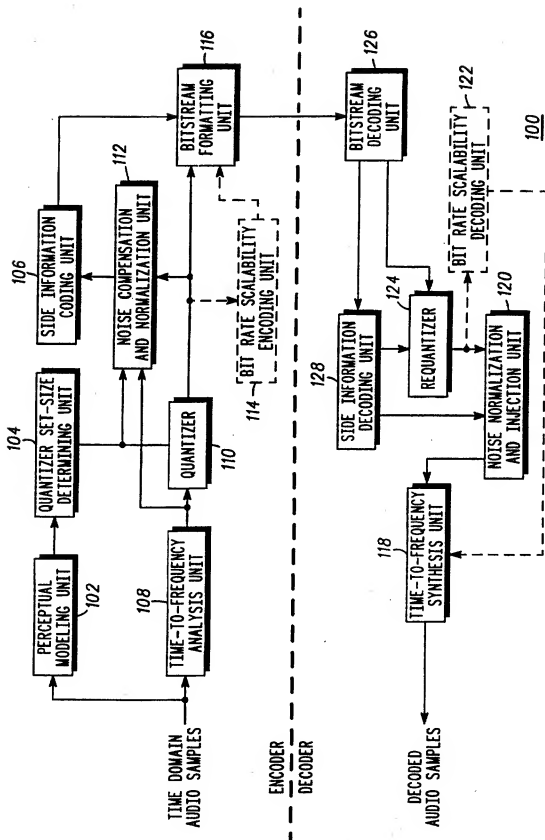 TIME DOMAIN
AUDIO SAMPLES
PERCEPTUAL
MODELING UNIT
102
104
QUANTIZER SET-SIZE
DETERMINING UNIT
106
SIDE INFORMATION
CODING UNIT
108
TIME-TO-FREQUENCY
ANALYSIS UNIT
QUANTIZER
110
112
NOISE COMPENSATION
AND NORMALIZATION UNIT
114
BIT RATE SCALABILITY
ENCODING UNIT
116
BITSTREAM
FORMATTING
UNIT
ENCODER
DECODER
126
BITSTREAM
DECODING
UNIT
128
SIDE INFORMATION
DECODING UNIT
124
REQUANTIZER
122
BIT RATE SCALABILITY
DECODING UNIT
120
NOISE NORMALIZATION
AND INJECTION UNIT
118
TIME-TO-FREQUENCY
SYNTHESIS UNIT
DECODED
AUDIO SAMPLES
100